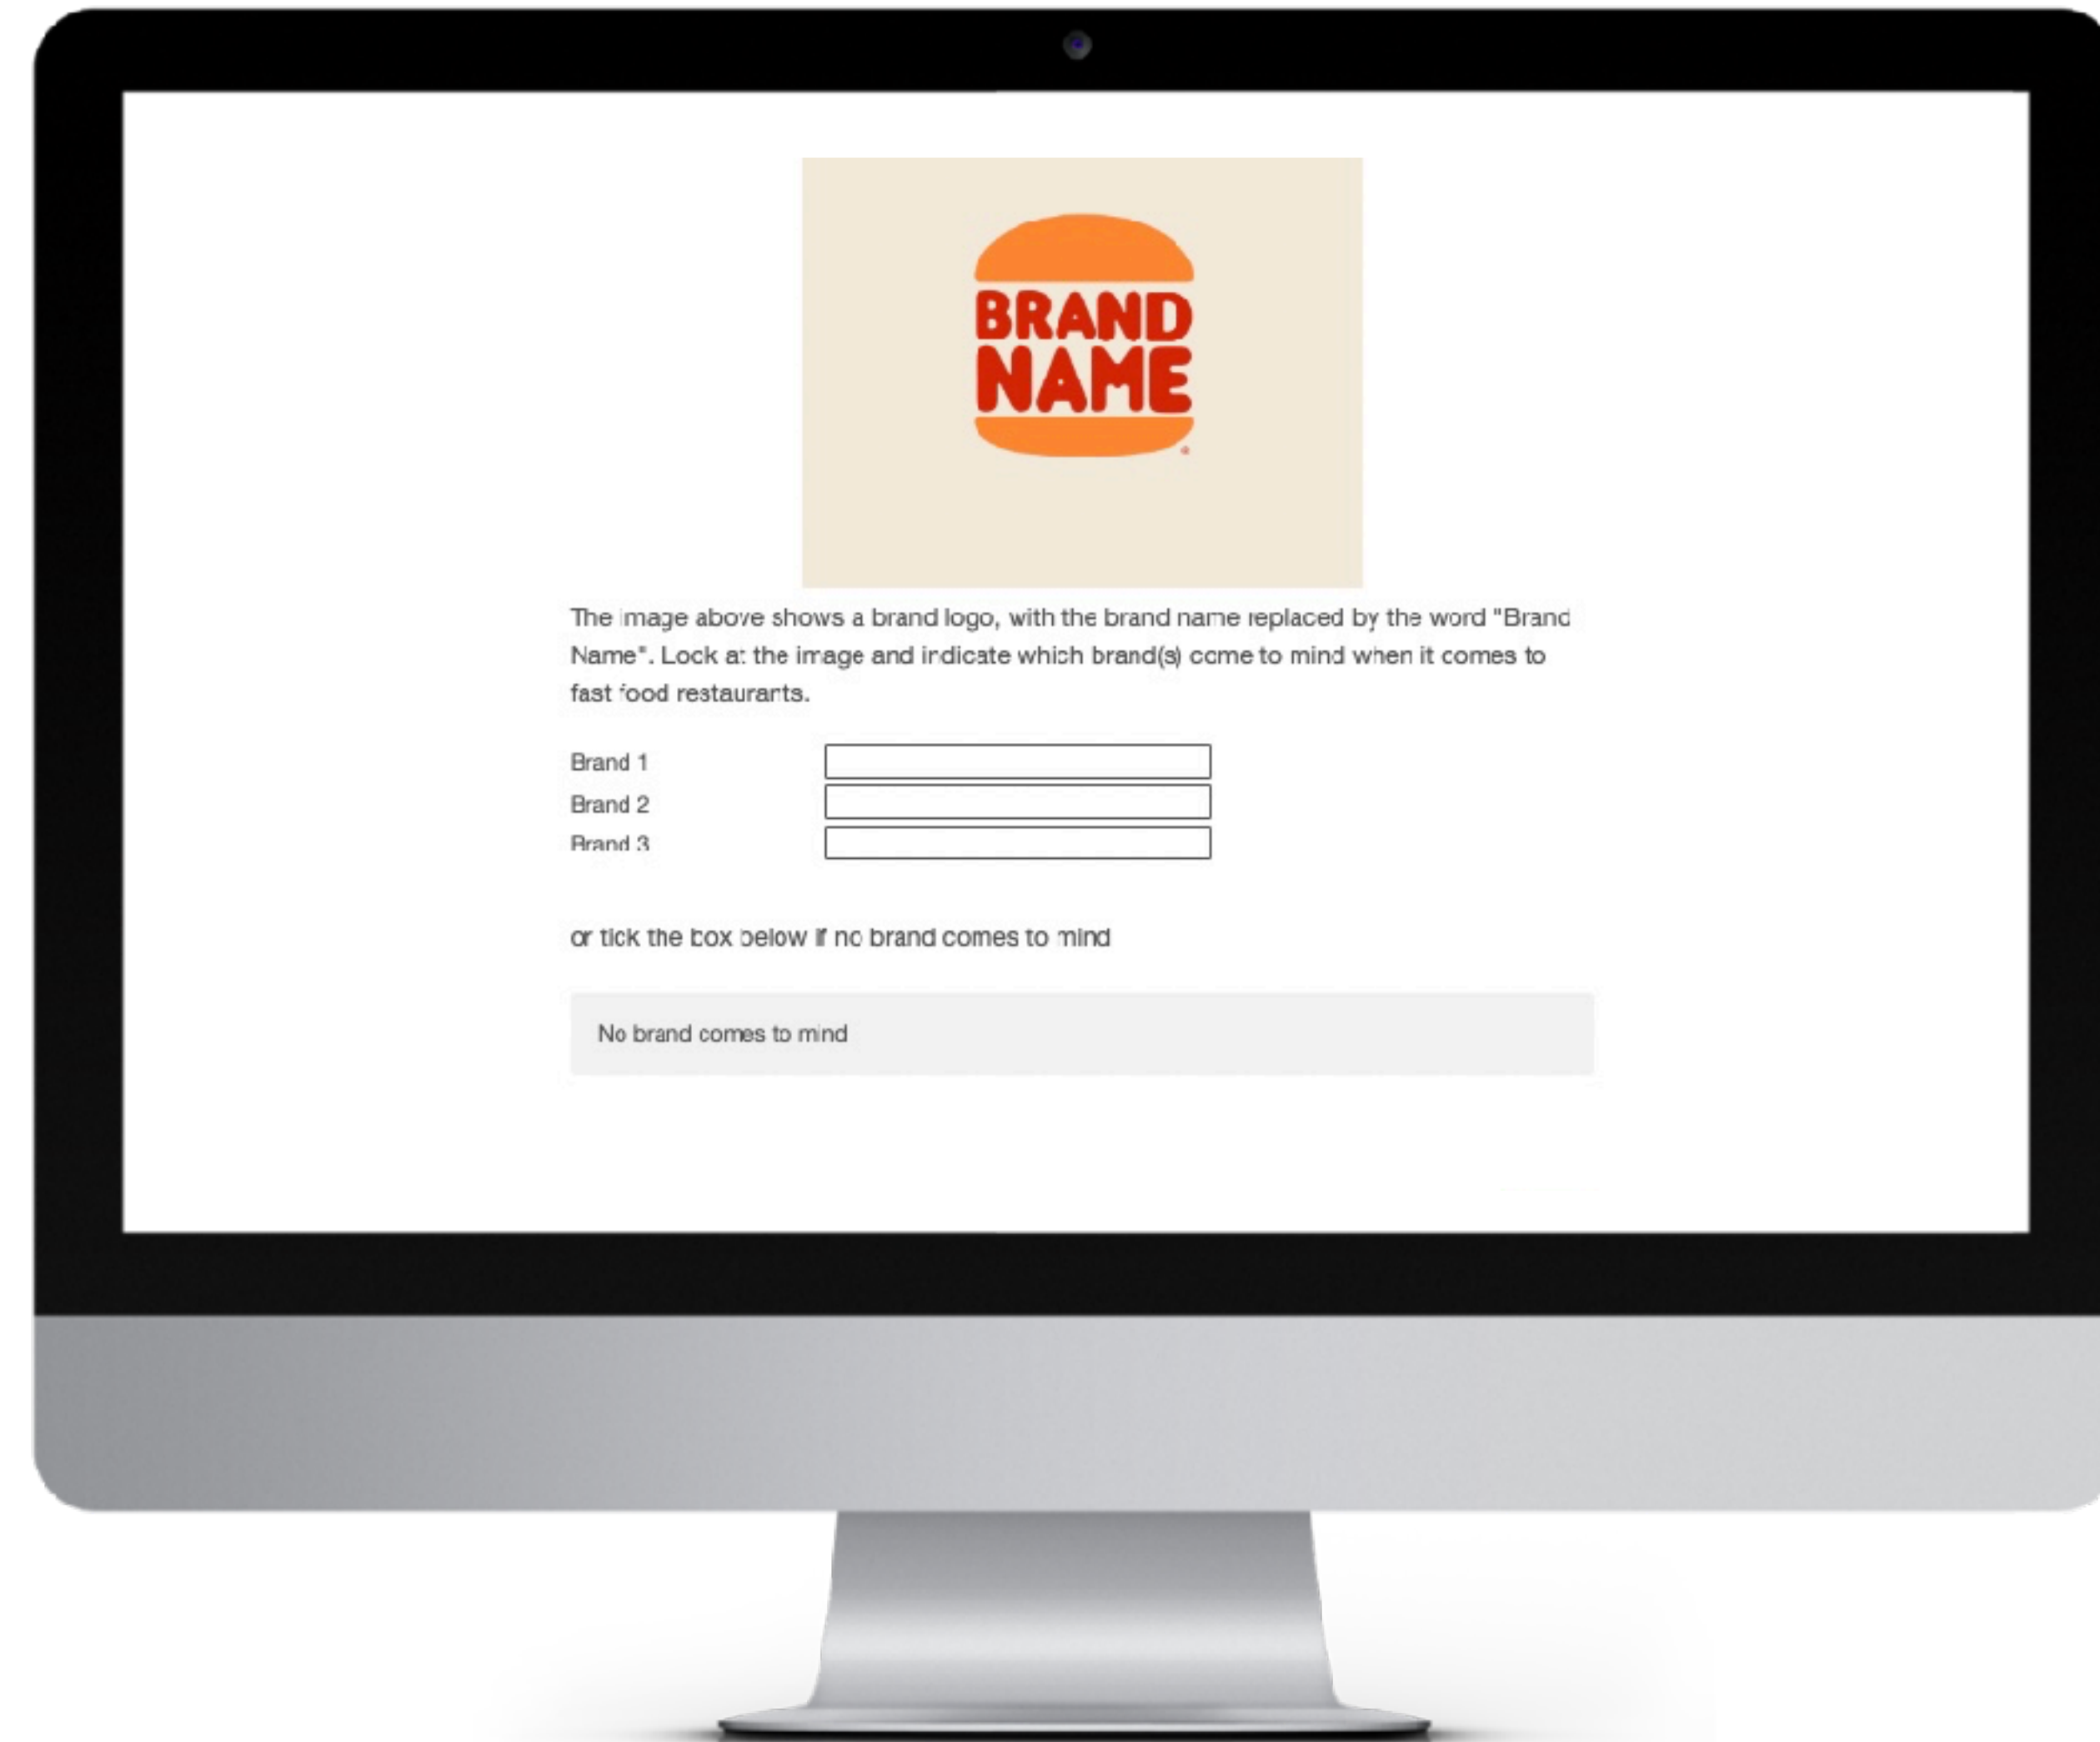 BRAND
NAME
The image above shows a brand logo, with the brand name replaced by the word "Brand
Name". Look at the image and indicate which brand(s) come to mind when it comes to
fast food restaurants.
Brand 1
Brand 2
Brand 3
or tick the box below if no brand comes to mind
No brand comes to mind